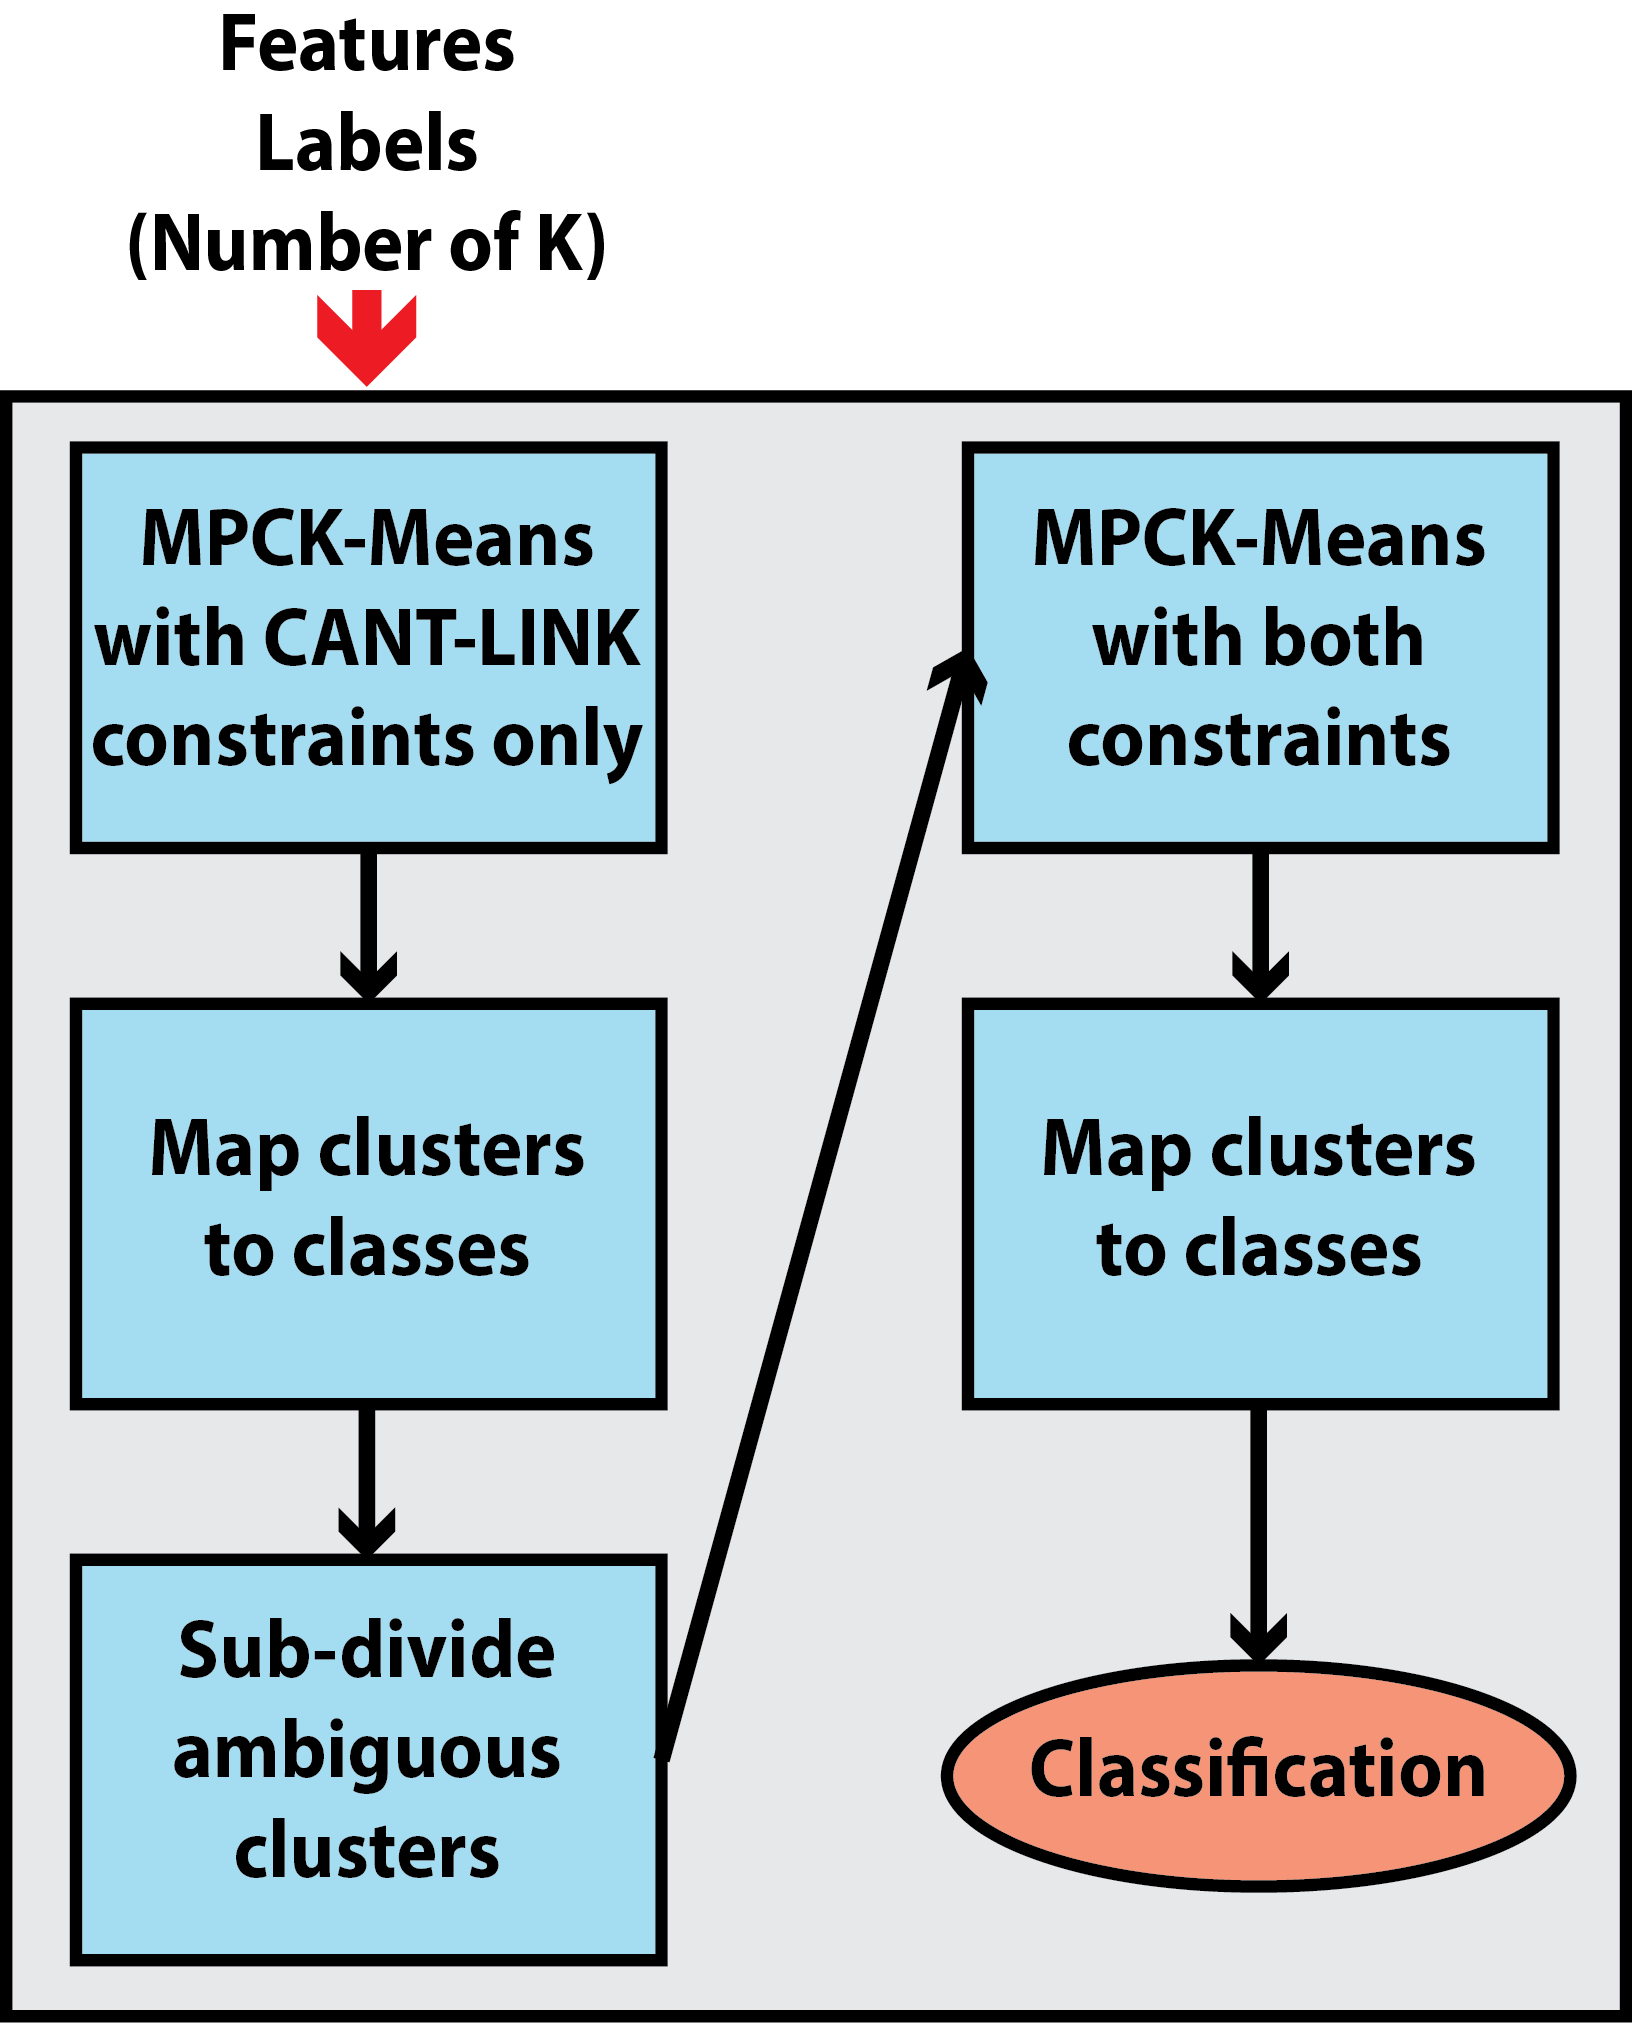 Features
Labels
(Number of K)
MPCK-Means
with CANT-LINK
constraints only
Map clusters
to classes
Sub-divide
ambiguous
clusters
MPCK-Means
with both
constraints
Map clusters
to classes
Classification